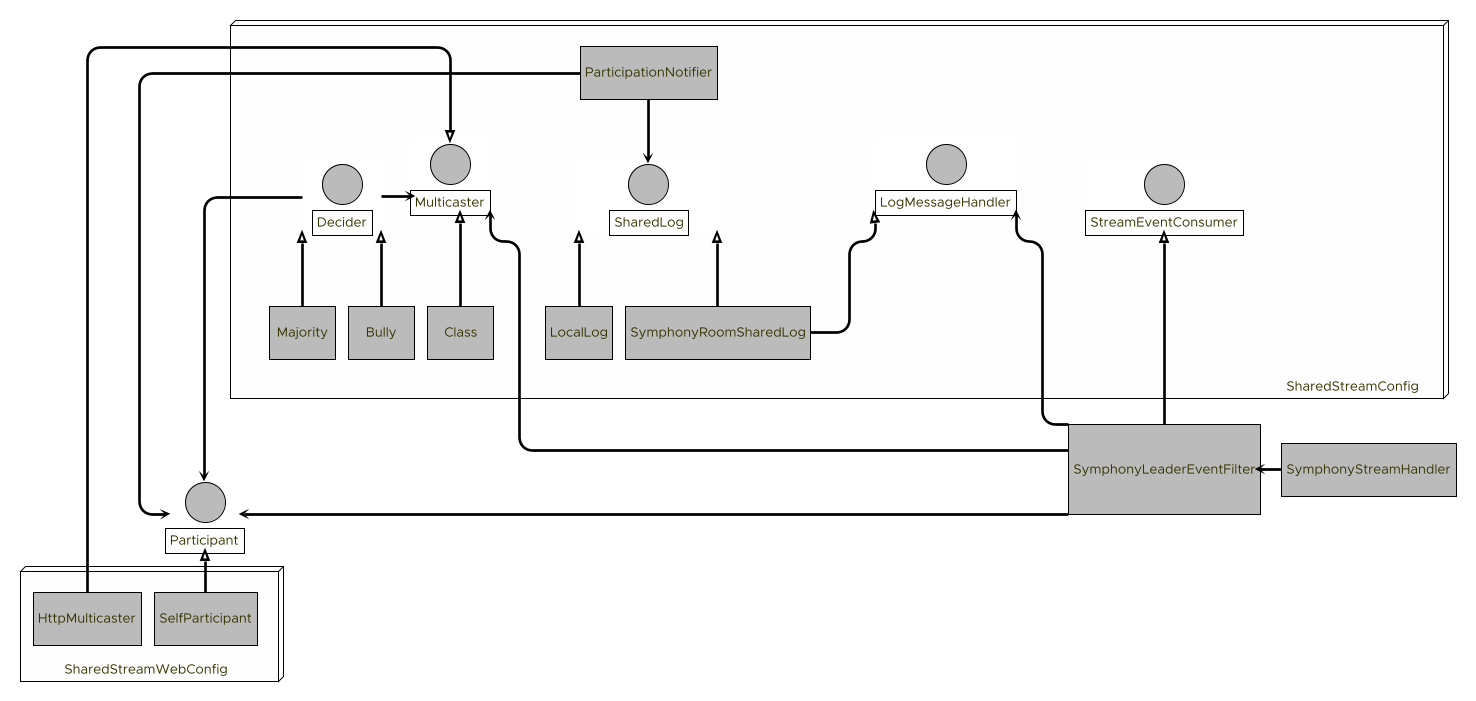 ParticipationNotifier
Decider
Multicaster
SharedLog
LogMessageHandler
StreamEventConsumer
Majority
Bully
Class
LocalLog
SymphonyRoomSharedLog
SharedStreamConfig
SymphonyLeaderEventFilter
SymphonyStreamHandler
Participant
HttpMulticaster
SelfParticipant
SharedStreamWebConfig